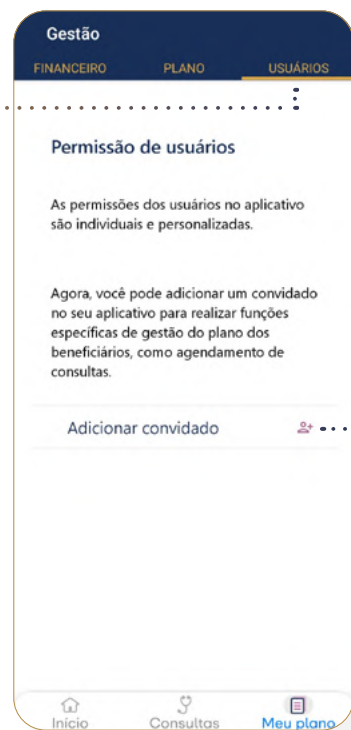 Gestão
FINANCEIRO PLANO USUÁRIOS
Permissão de usuários
As permissões dos usuários no aplicativo
são individuais e personalizadas.
Agora, você pode adicionar um convidado
no seu aplicativo para realizar funções
específicas de gestão do plano dos
beneficiários, como agendamento de
consultas.
Adicionar convidado
Início Consultas Meu plano